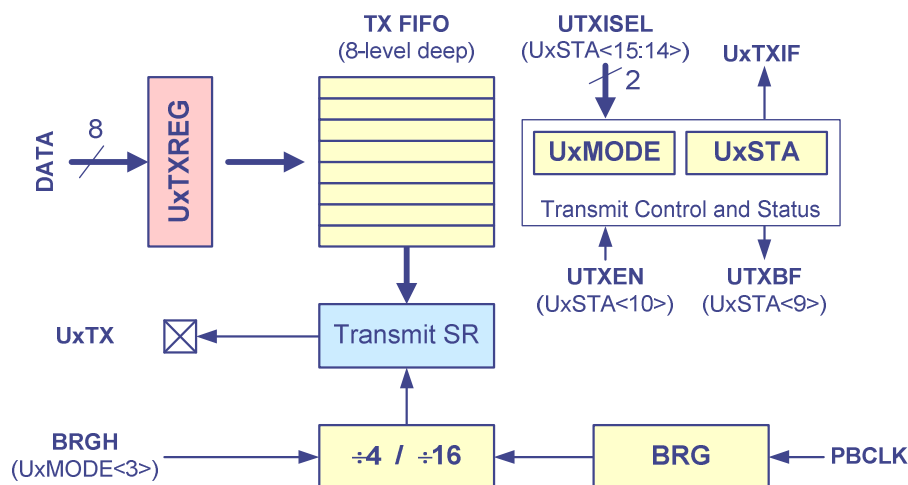 TX FIFO
(8-level deep)
UTXISEL
(UxSTA<15:14>)
2
UxTXIF
DATA
8
UxTXREG
UxMODE
UxSTA
Transmit Control and Status
UTXEN
(UxSTA<10>)
UTXBF
(UxSTA<9>)
UxTX
Transmit SR
BRGH
(UxMODE<3>)
÷4 / ÷16
BRG
PBCLK